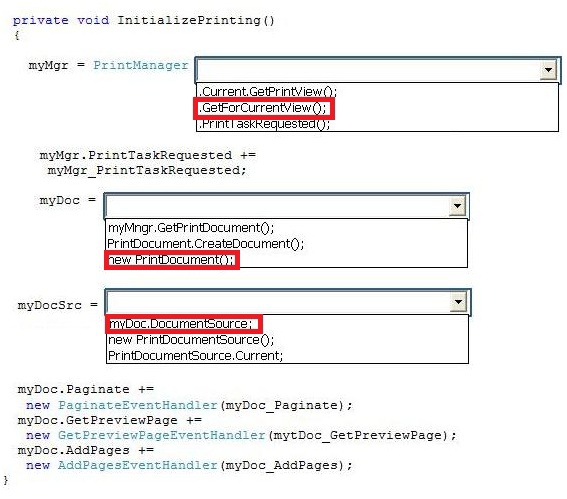 private void InitializePrinting()
{
myMgr = PrintManager
.Current.GetPrintView();
.GetForCurrentView();
.PrintTaskRequested();
myMgr.PrintTaskRequested +=
myMgr_PrintTaskRequested;
myDoc =
myMngr.GetPrintDocument();
PrintDocument.CreateDocument();
new PrintDocument();
myDocSrc =
myDoc.DocumentSource;
new PrintDocumentSource();
PrintDocumentSource.Current;
myDoc.Paginate +=
new PaginateEventHandler(myDoc_Paginate);
myDoc.GetPreviewPage +=
new GetPreviewPageEventHandler(mytDoc_GetPreviewPage);
myDoc.AddPages +=
new AddPagesEventHandler(myDoc_AddPages);
}